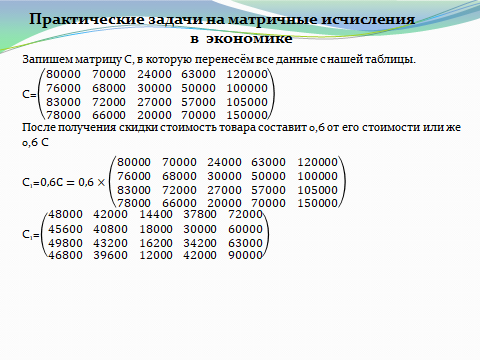 Практические задачи на матричные исчисления
в экономике
Запишем матрицу С, в которую перенесём все данные с нашей таблицы.
80000 70000 24000 63000 120000
76000 68000 30000 50000 100000
С=
83000 72000 27000 57000 105000
78000 66000 20000 70000 150000
После получения скидки стоимость товара составит 0,6 от его стоимости или же
0,6 С
80000 70000 24000 63000 120000
76000 68000 30000 50000 100000
С₁=0,6С = 0,6 ×
83000 72000 27000 57000 105000
78000 66000 20000 70000 150000
48000 42000 14400 37800 72000
45600 40800 18000 30000 60000
С₁=
49800 43200 16200 34200 63000
46800 39600 12000 42000 90000